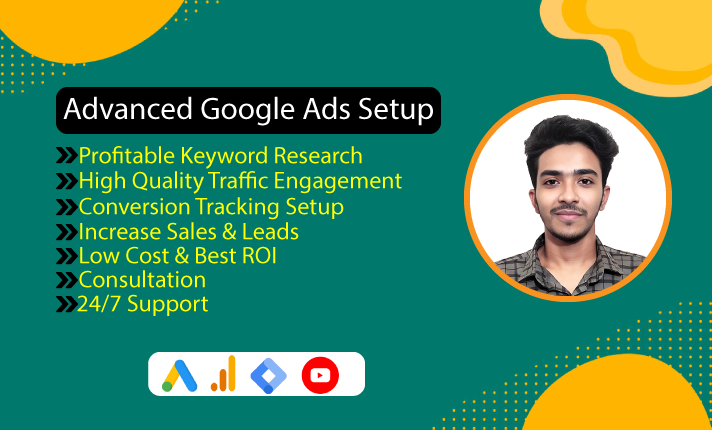 Advanced Google Ads Setup
Profitable Keyword Research
High Quality Traffic Engagement
Conversion Tracking Setup
Increase Sales & Leads
Low Cost & Best ROI
Consultation
24/7 Support